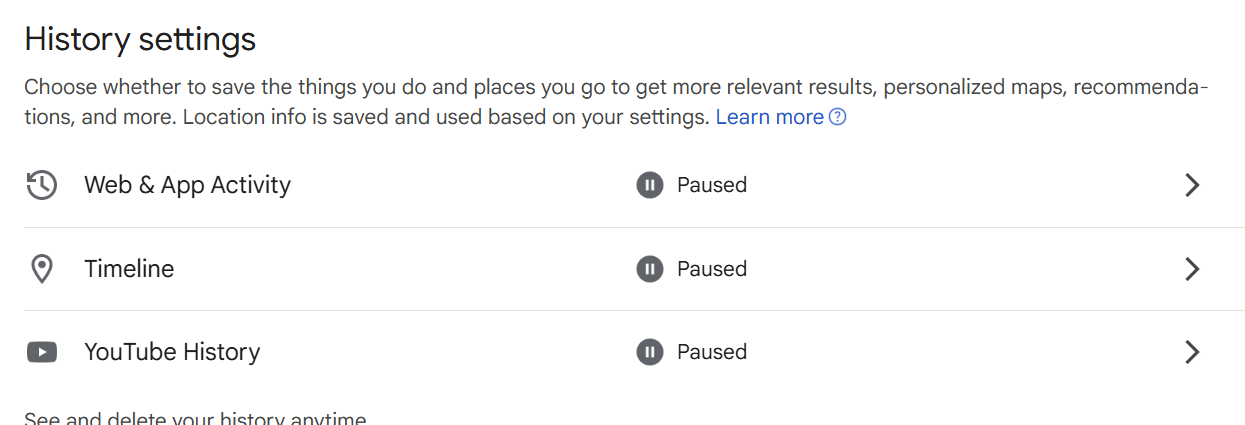 History settings
Choose whether to save the things you do and places you go to get more relevant results, personalized maps, recommenda-
tions, and more. Location info is saved and used based on your settings. Learn more
Web & App Activity Paused
Timeline Paused
YouTube History Paused
See and delete your history anytime